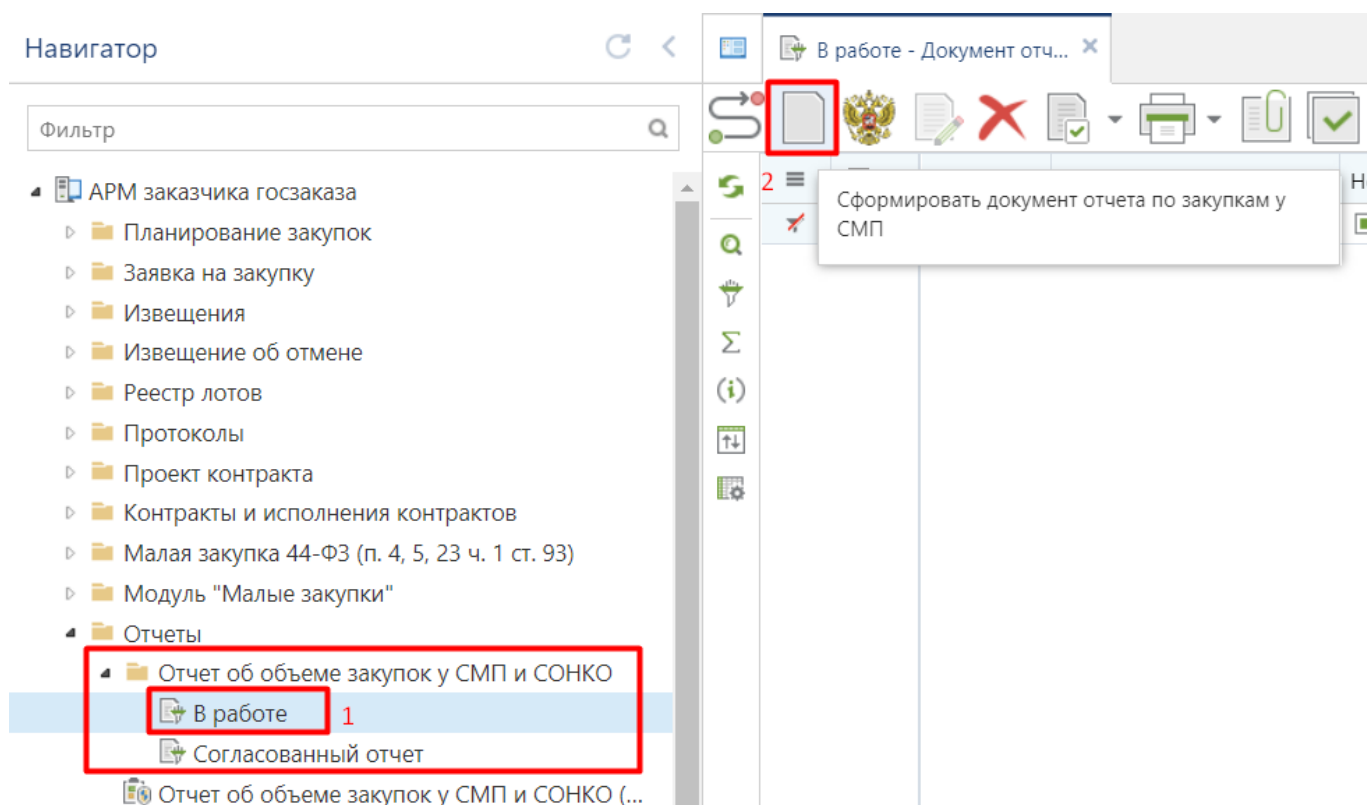 Навигатор
В работе - Документ отч...
Фильтр
АРМ заказчика госзаказа
Планирование закупок
Заявка на закупку
Извещения
Извещение об отмене
Реестр лотов
Протоколы
Проект контракта
Контракты и исполнения контрактов
Малая закупка 44-ФЗ (п. 4, 5, 23 ч. 1 ст. 93)
Модуль "Малые закупки"
Отчеты
Отчет об объеме закупок у СМП и СОНКО
В работе 1
Согласованный отчет
Отчет об объеме закупок у СМП и СОНКО (...
2
Сформировать документ отчета по закупкам у
СМП